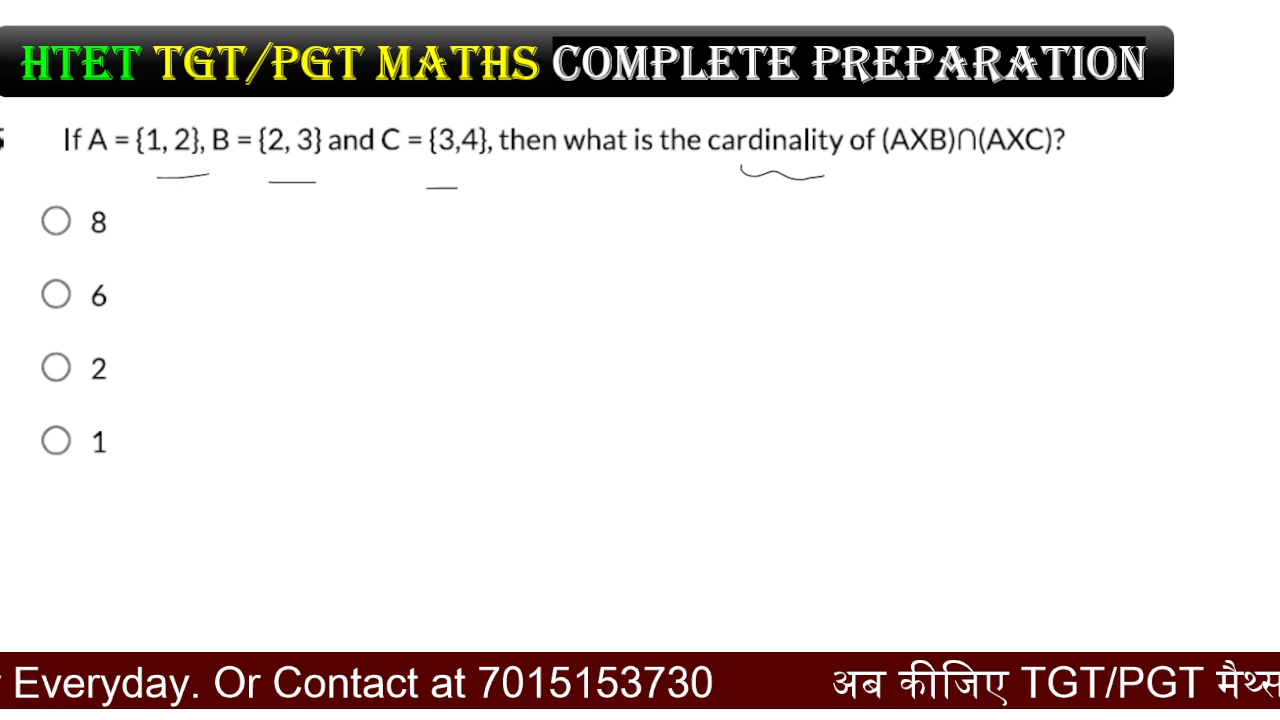 HTET TGT/PGT MATHS COMPLETE PREPARATION
If A = {1, 2}, B = {2, 3} and C = {3,4}, then what is the cardinality of (AXB)∩(AXC)?
8
6
2
1
Everyday. Or Contact at 7015153730 अब कीजिए TGT/PGT मैथ्स